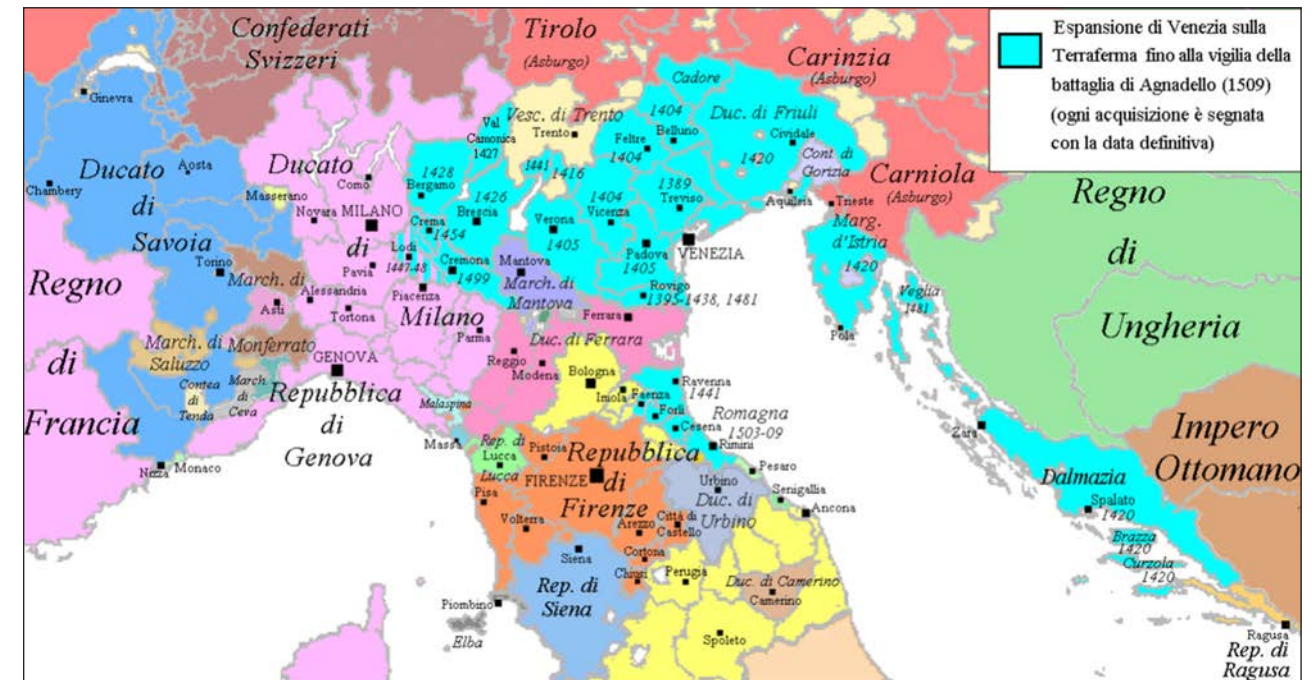 Espansione di Venezia sulla
Terraferma fino alla vigilia della
battaglia di Agnadello (1509)
(ogni acquisizione è segnata
con la data definitiva)
Confederati
Svizzeri
Tirolo
(Asburgo)
Carinzia
(Asburgo)
Carniola
(Asburgo)
Ginevra
Ducato
di
Savoia
Chambery
Aosta
Masserano
Torino
Ducato
di
Milano
Como
Novara
MILANO
Pavia
Alessandria
Tortona
Piacenza
Parma
Val
Camonica
1427
Vesc. di Trento
Trento
1441
1416
Cadore
1404
Feltre
1404
Belluno
Duc. di Friuli
Cividale
1420
Cont. di
Gorizia
Aquileia
Trieste
Marg.
d'Istria
1420
Pola
Veglia
1481
1428
Bergamo
1426
Brescia
Crema
1454
Lodi
1447-48
Cremona
1499
Verona
1405
1404
Vicenza
1389
Treviso
Padova
1405
VENEZIA
Rovigo
1395-1438, 1481
Mantova
March. di
Mantova
Ferrara
Duc. di Ferrara
Reggio
Modena
Regno
di
Francia
March. di
Monferrato
Asti
March. di
Saluzzo
Contea
di
Tenda
March.
di
Ceva
GENOVA
Repubblica
di
Genova
Nizza
Monaco
Malaspina
Massa
Bologna
Imola
Faenza
Ravenna
1441
Forlì
Cesena
Romagna
1503-09
Rimini
Pesaro
Senigallia
Ancona
Rep. di
Lucca
Lucca
Pistoia
Repubblica
di
Firenze
FIRENZE
Pisa
Volterra
Arezzo
Cortona
Chiusi
Città di
Castello
Urbino
Duc. di
Urbino
Siena
Rep. di
Siena
Perugia
Duc. di Camerino
Camerino
Spoleto
Piombino
Elba
Regno
di
Ungheria
Impero
Ottomano
Zara
Dalmazia
Spalato
1420
Brazza
1420
Curzola
1420
Ragusa
Rep. di
Ragusa